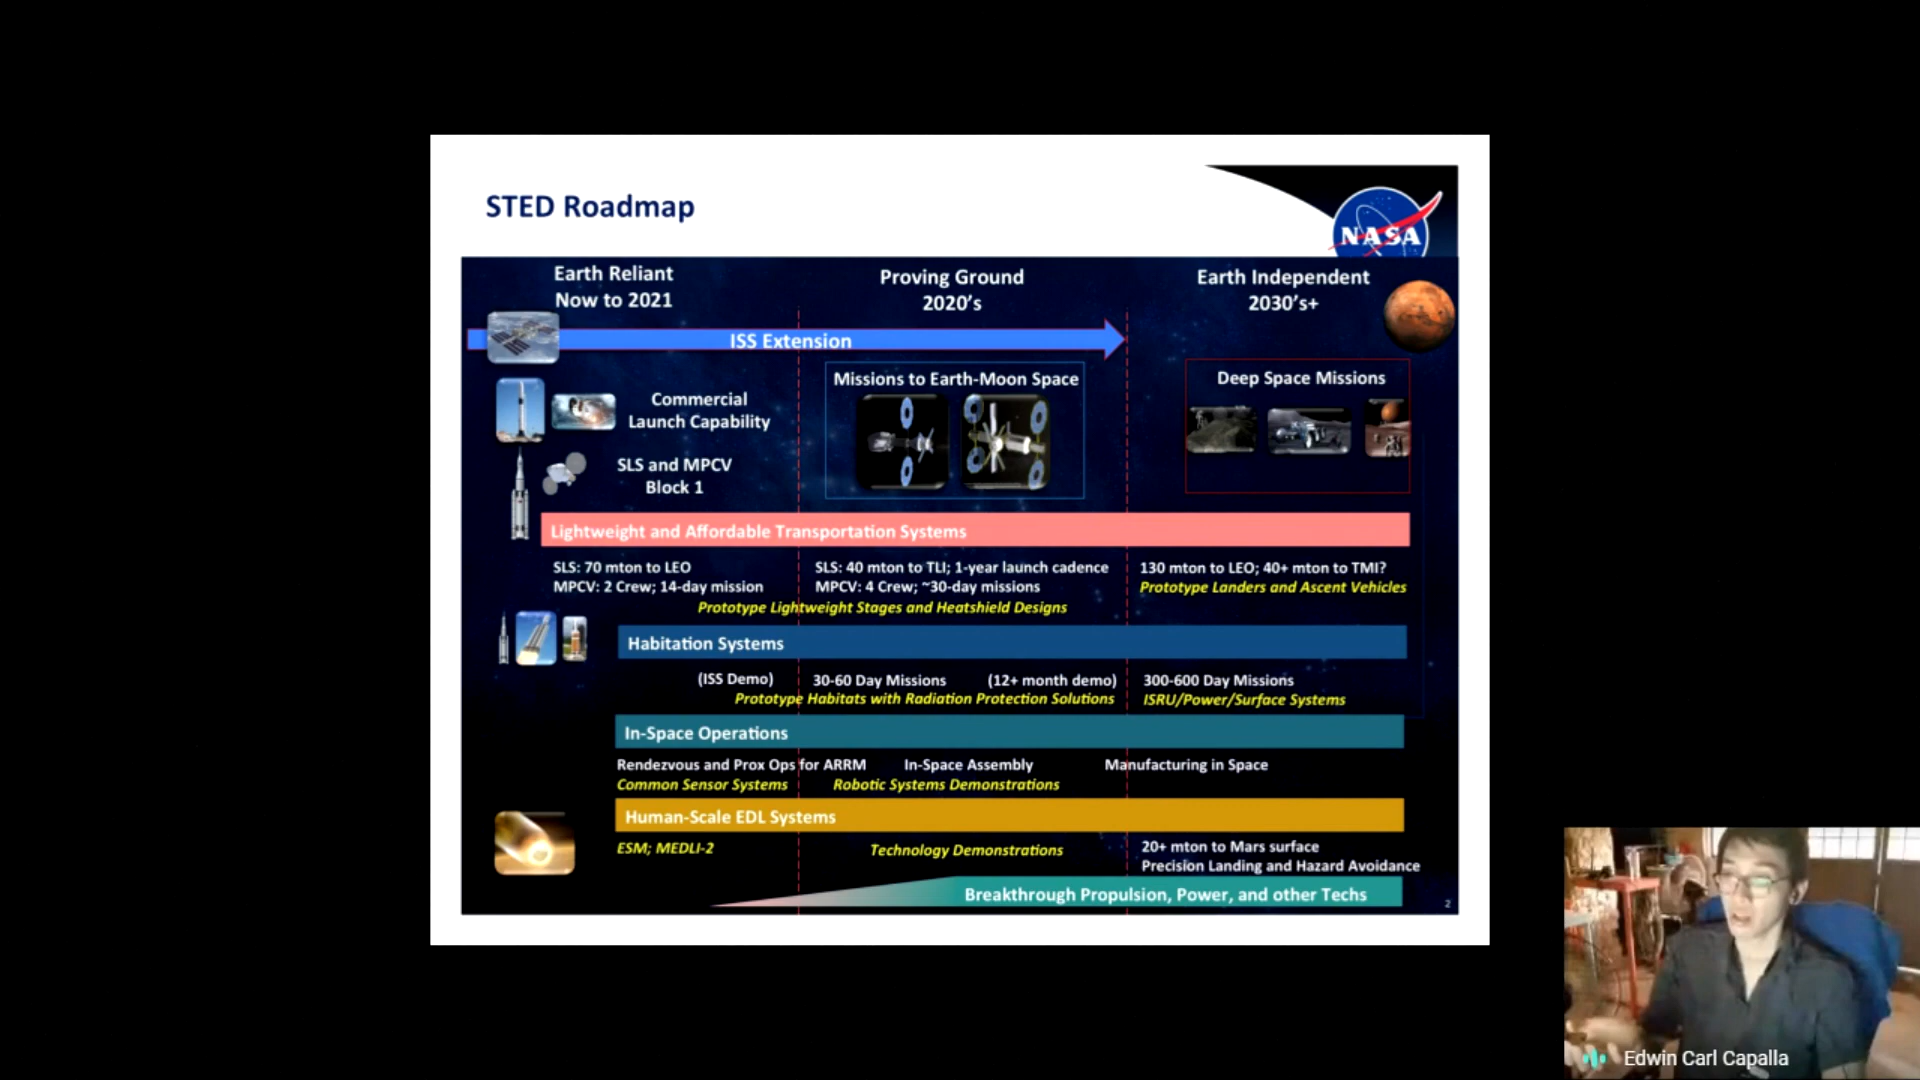 STED Roadmap
NASA
Earth Reliant
Now to 2021
Proving Ground
2020's
Earth Independent
2030's+
ISS Extension
Commercial
Launch Capability
SLS and MPCV
Block 1
Missions to Earth-Moon Space
Deep Space Missions
Lightweight and Affordable Transportation Systems
SLS: 70 mton to LEO
MPCV: 2 Crew; 14-day mission
SLS: 40 mton to TLI; 1-year launch cadence
MPCV: 4 Crew; ~30-day missions
130 mton to LEO; 40+ mton to TMI?
Prototype Landers and Ascent Vehicles
Prototype Lightweight Stages and Heatshield Designs
Habitation Systems
(ISS Demo)
30-60 Day Missions
(12+ month demo)
300-600 Day Missions
Prototype Habitats with Radiation Protection Solutions
ISRU/Power/Surface Systems
In-Space Operations
Rendezvous and Prox Ops for ARRM
In-Space Assembly
Manufacturing in Space
Common Sensor Systems
Robotic Systems Demonstrations
Human-Scale EDL Systems
ESM; MEDLI-2
Technology Demonstrations
20+ mton to Mars surface
Precision Landing and Hazard Avoidance
Breakthrough Propulsion, Power, and other Techs
2
Edwin Carl Capalla